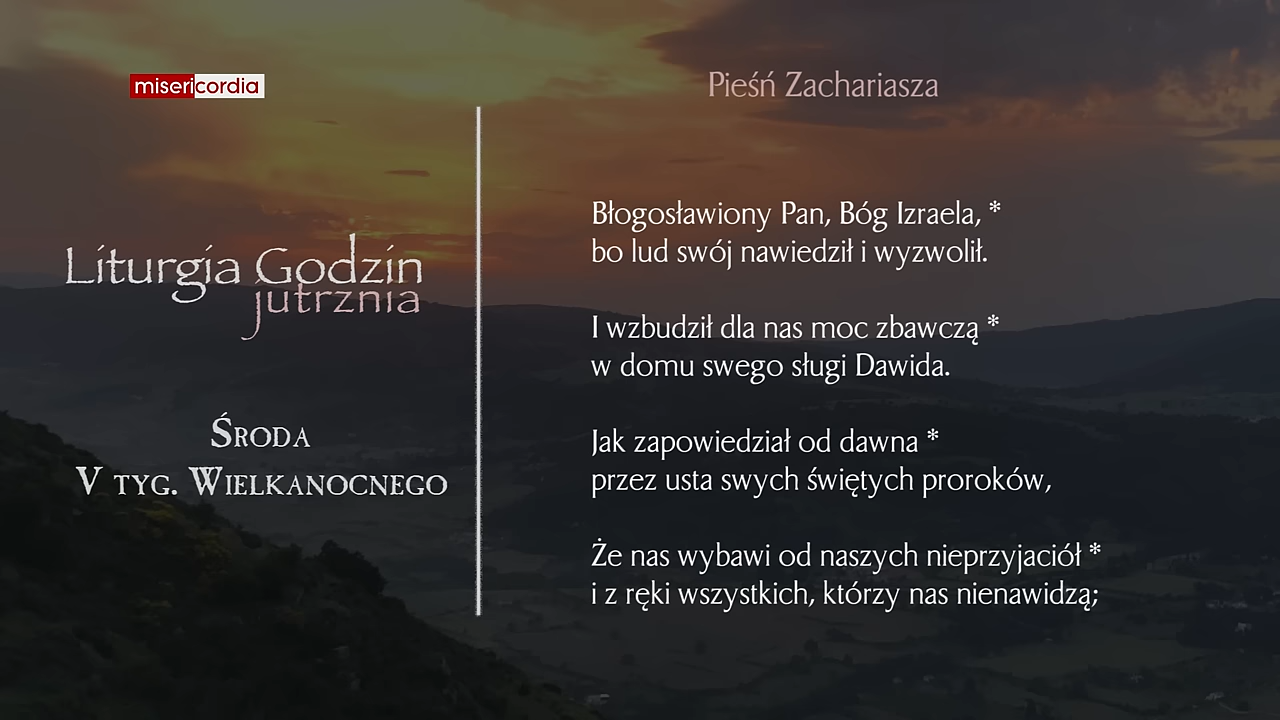 misericordia
Liturgia Godzin
jutrznia
Środa
V tyg. Wielkanocnego
Pieśń Zachariasza
Błogosławiony Pan, Bóg Izraela, *
bo lud swój nawiedził i wyzwolił.
I wzbudził dla nas moc zbawczą *
w domu swego sługi Dawida.
Jak zapowiedział od dawna *
przez usta swych świętych proroków,
Że nas wybawi od naszych nieprzyjaciół *
i z ręki wszystkich, którzy nas nienawidzą;